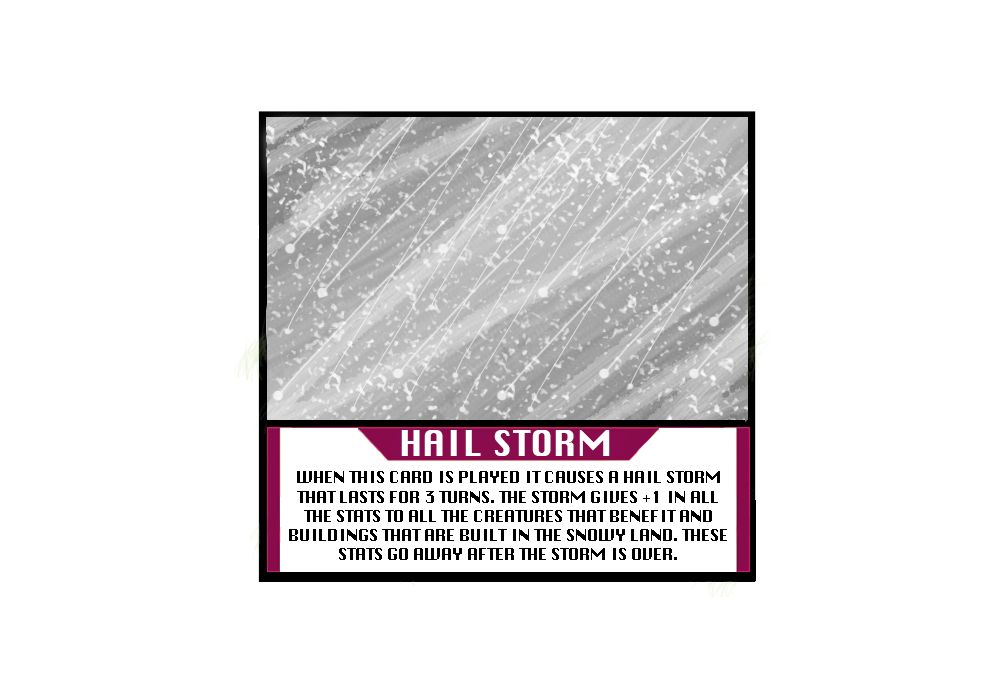 HAIL STORM
WHEN THIS CARD IS PLAYED IT CAUSES A HAIL STORM
THAT LASTS FOR 3 TURNS. THE STORM GIVES +1 IN ALL
THE STATS TO ALL THE CREATURES THAT BENEFIT AND
BUILDINGS THAT ARE BUILT IN THE SNOWY LAND. THESE
STATS GO AWAY AFTER THE STORM IS OVER.